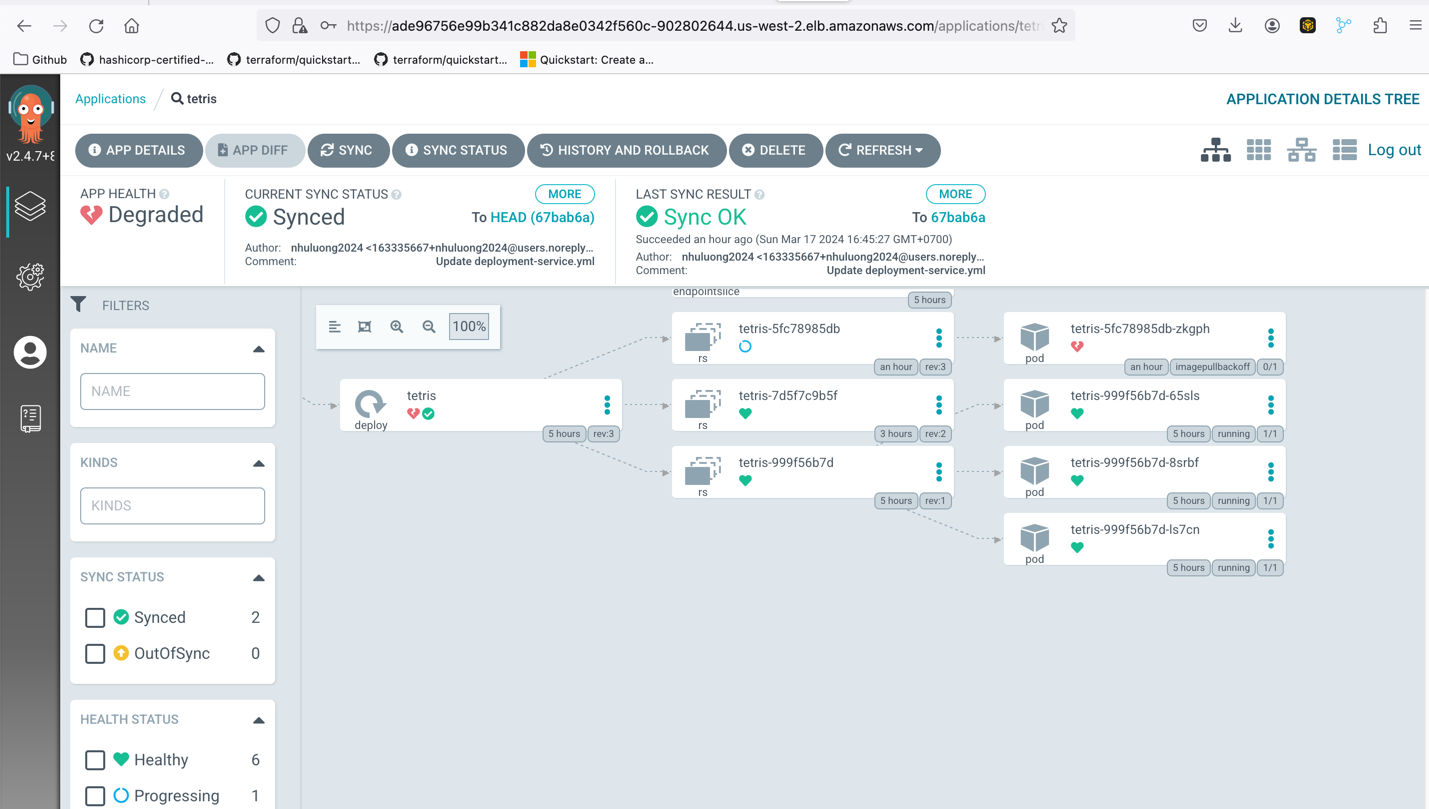 https://ade96756e99b341c882da8e0342f560c-902802644.us-west-2.elb.amazonaws.com/applications/tetri
Github
hashicorp-certified-...
terraform/quickstart...
terraform/quickstart...
Quickstart: Create a...
v2.4.7+8
Applications / tetris
APPLICATION DETAILS TREE
APP DETAILS
APP DIFF
SYNC
SYNC STATUS
HISTORY AND ROLLBACK
DELETE
REFRESH
Log out
APP HEALTH
Degraded
CURRENT SYNC STATUS
MORE
Synced
To HEAD (67bab6a)
Author: nhuluong2024 <163335667+nhuluong2024@users.noreply...
Comment: Update deployment-service.yml
LAST SYNC RESULT
MORE
Sync OK
To 67bab6a
Succeeded an hour ago (Sun Mar 17 2024 16:45:27 GMT+0700)
Author: nhuluong2024 <163335667+nhuluong2024@users.noreply...
Comment: Update deployment-service.yml
FILTERS
NAME
NAME
KINDS
KINDS
SYNC STATUS
Synced 2
OutOfSync 0
HEALTH STATUS
Healthy 6
Progressing 1
100%
endpointslice
5 hours
tetris
deploy
5 hours rev:3
tetris-5fc78985db
rs
an hour rev:3
tetris-7d5f7c9b5f
rs
3 hours rev:2
tetris-999f56b7d
rs
5 hours rev:1
tetris-5fc78985db-zkgph
pod
an hour imagepullbackoff 0/1
tetris-999f56b7d-65sls
pod
5 hours running 1/1
tetris-999f56b7d-8srbf
pod
5 hours running 1/1
tetris-999f56b7d-ls7cn
pod
5 hours running 1/1